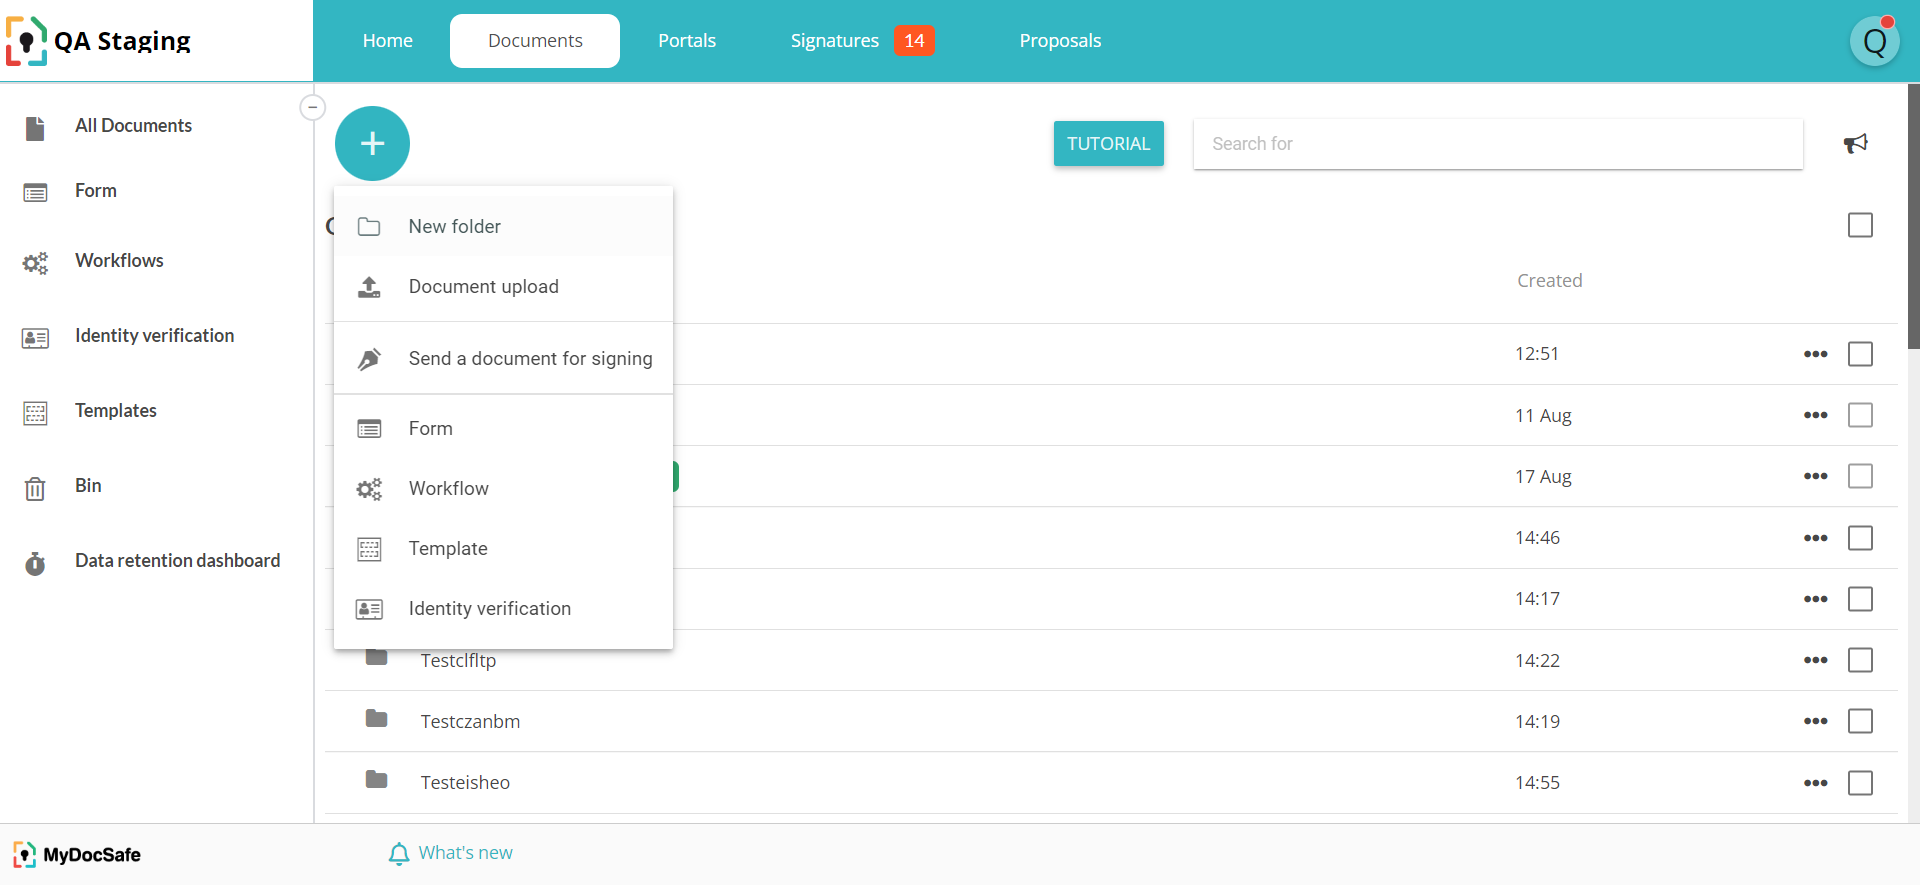 QA Staging
Home
Documents
Portals
Signatures 14
Proposals
Q
All Documents
Form
Workflows
Identity verification
Templates
Bin
Data retention dashboard
TUTORIAL
Search for
New folder
Document upload
Send a document for signing
Form
Workflow
Template
Identity verification
Created
12:51
11 Aug
17 Aug
14:46
14:17
Testclfltp 14:22
Testczanbm 14:19
Testeisheo 14:55
MyDocSafe
What's new